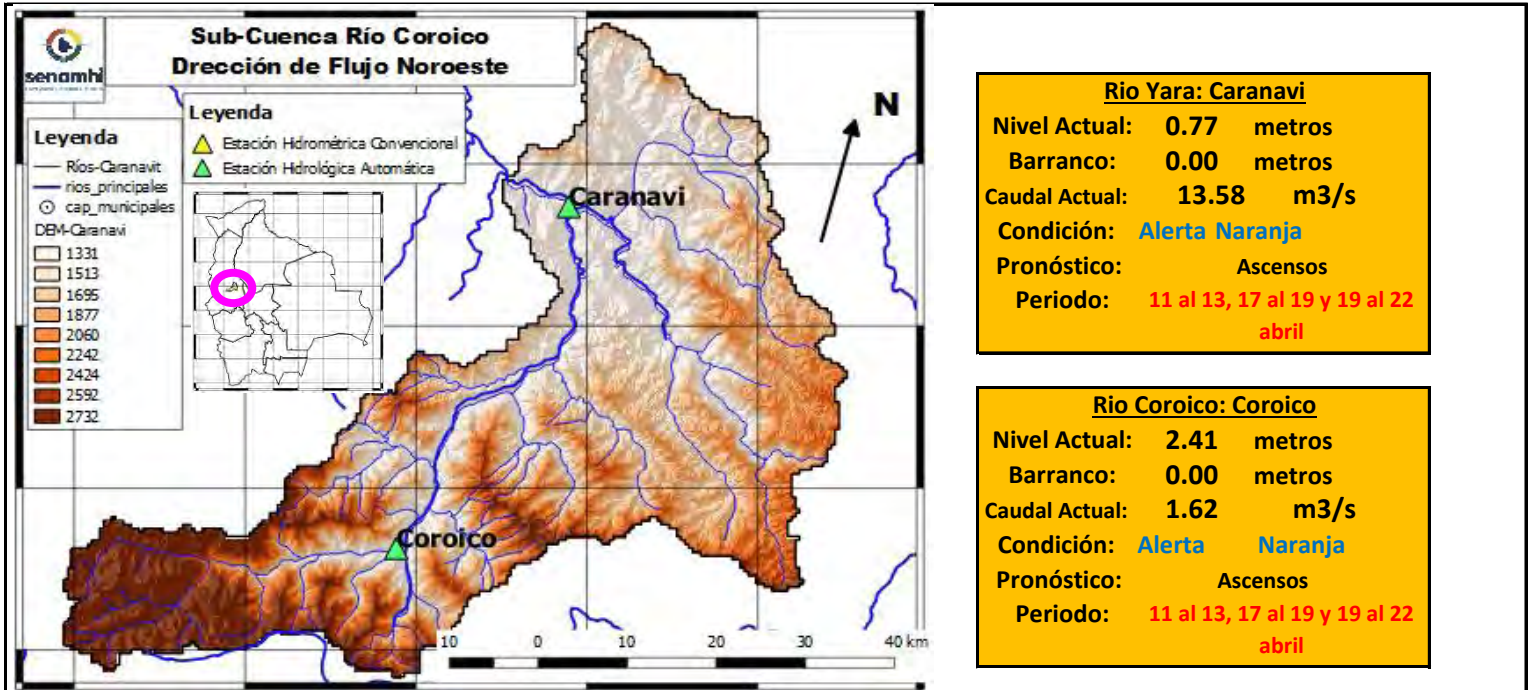 Sub-Cuenca Río Coroico
Drección de Flujo Noroeste
senamhi
Leyenda
Estación Hidrométrica Convencional
Estación Hidrológica Automática
Leyenda
Ríos-Caranavit
rios_principales
cap_municipales
DEM-Caranavi
1331
1513
1695
1877
2060
2242
2424
2592
2732
N
Caranavi
Coroico
10 0 10 20 30 40 km
Rio Yara: Caranavi
Nivel Actual: 0.77 metros
Barranco: 0.00 metros
Caudal Actual: 13.58 m3/s
Condición: Alerta Naranja
Pronóstico: Ascensos
Periodo: 11 al 13, 17 al 19 y 19 al 22
abril
Rio Coroico: Coroico
Nivel Actual: 2.41 metros
Barranco: 0.00 metros
Caudal Actual: 1.62 m3/s
Condición: Alerta Naranja
Pronóstico: Ascensos
Periodo: 11 al 13, 17 al 19 y 19 al 22
abril